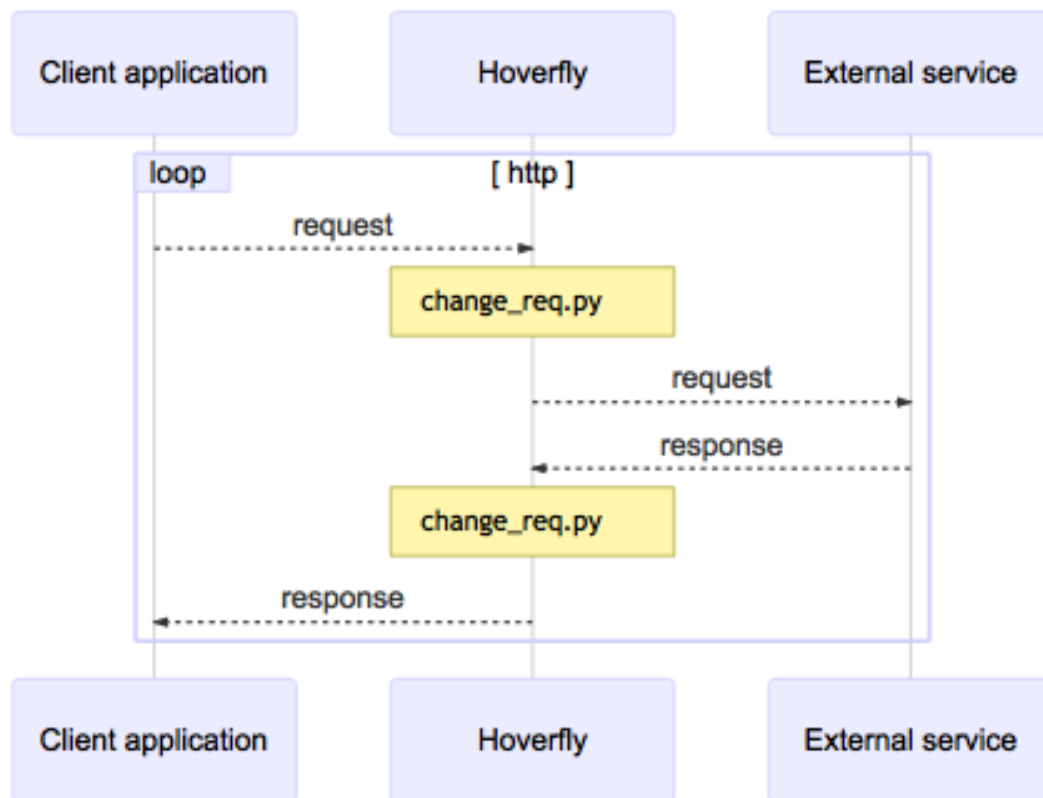 Client application
Hoverfly
External service
loop
[ http ]
request
change_req.py
request
response
change_req.py
response
Client application
Hoverfly
External service